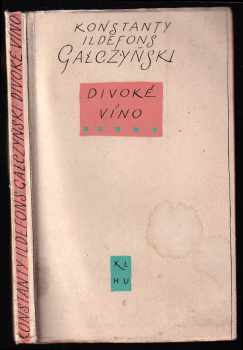 KONSTANTY
ILDEFONS
GAŁCZYŃSKI
DIVOKÉ
VÍNO
KL
HU
KONSTANTY ILDEFONS GAŁCZYŃSKI DIVOKÉ VÍNO